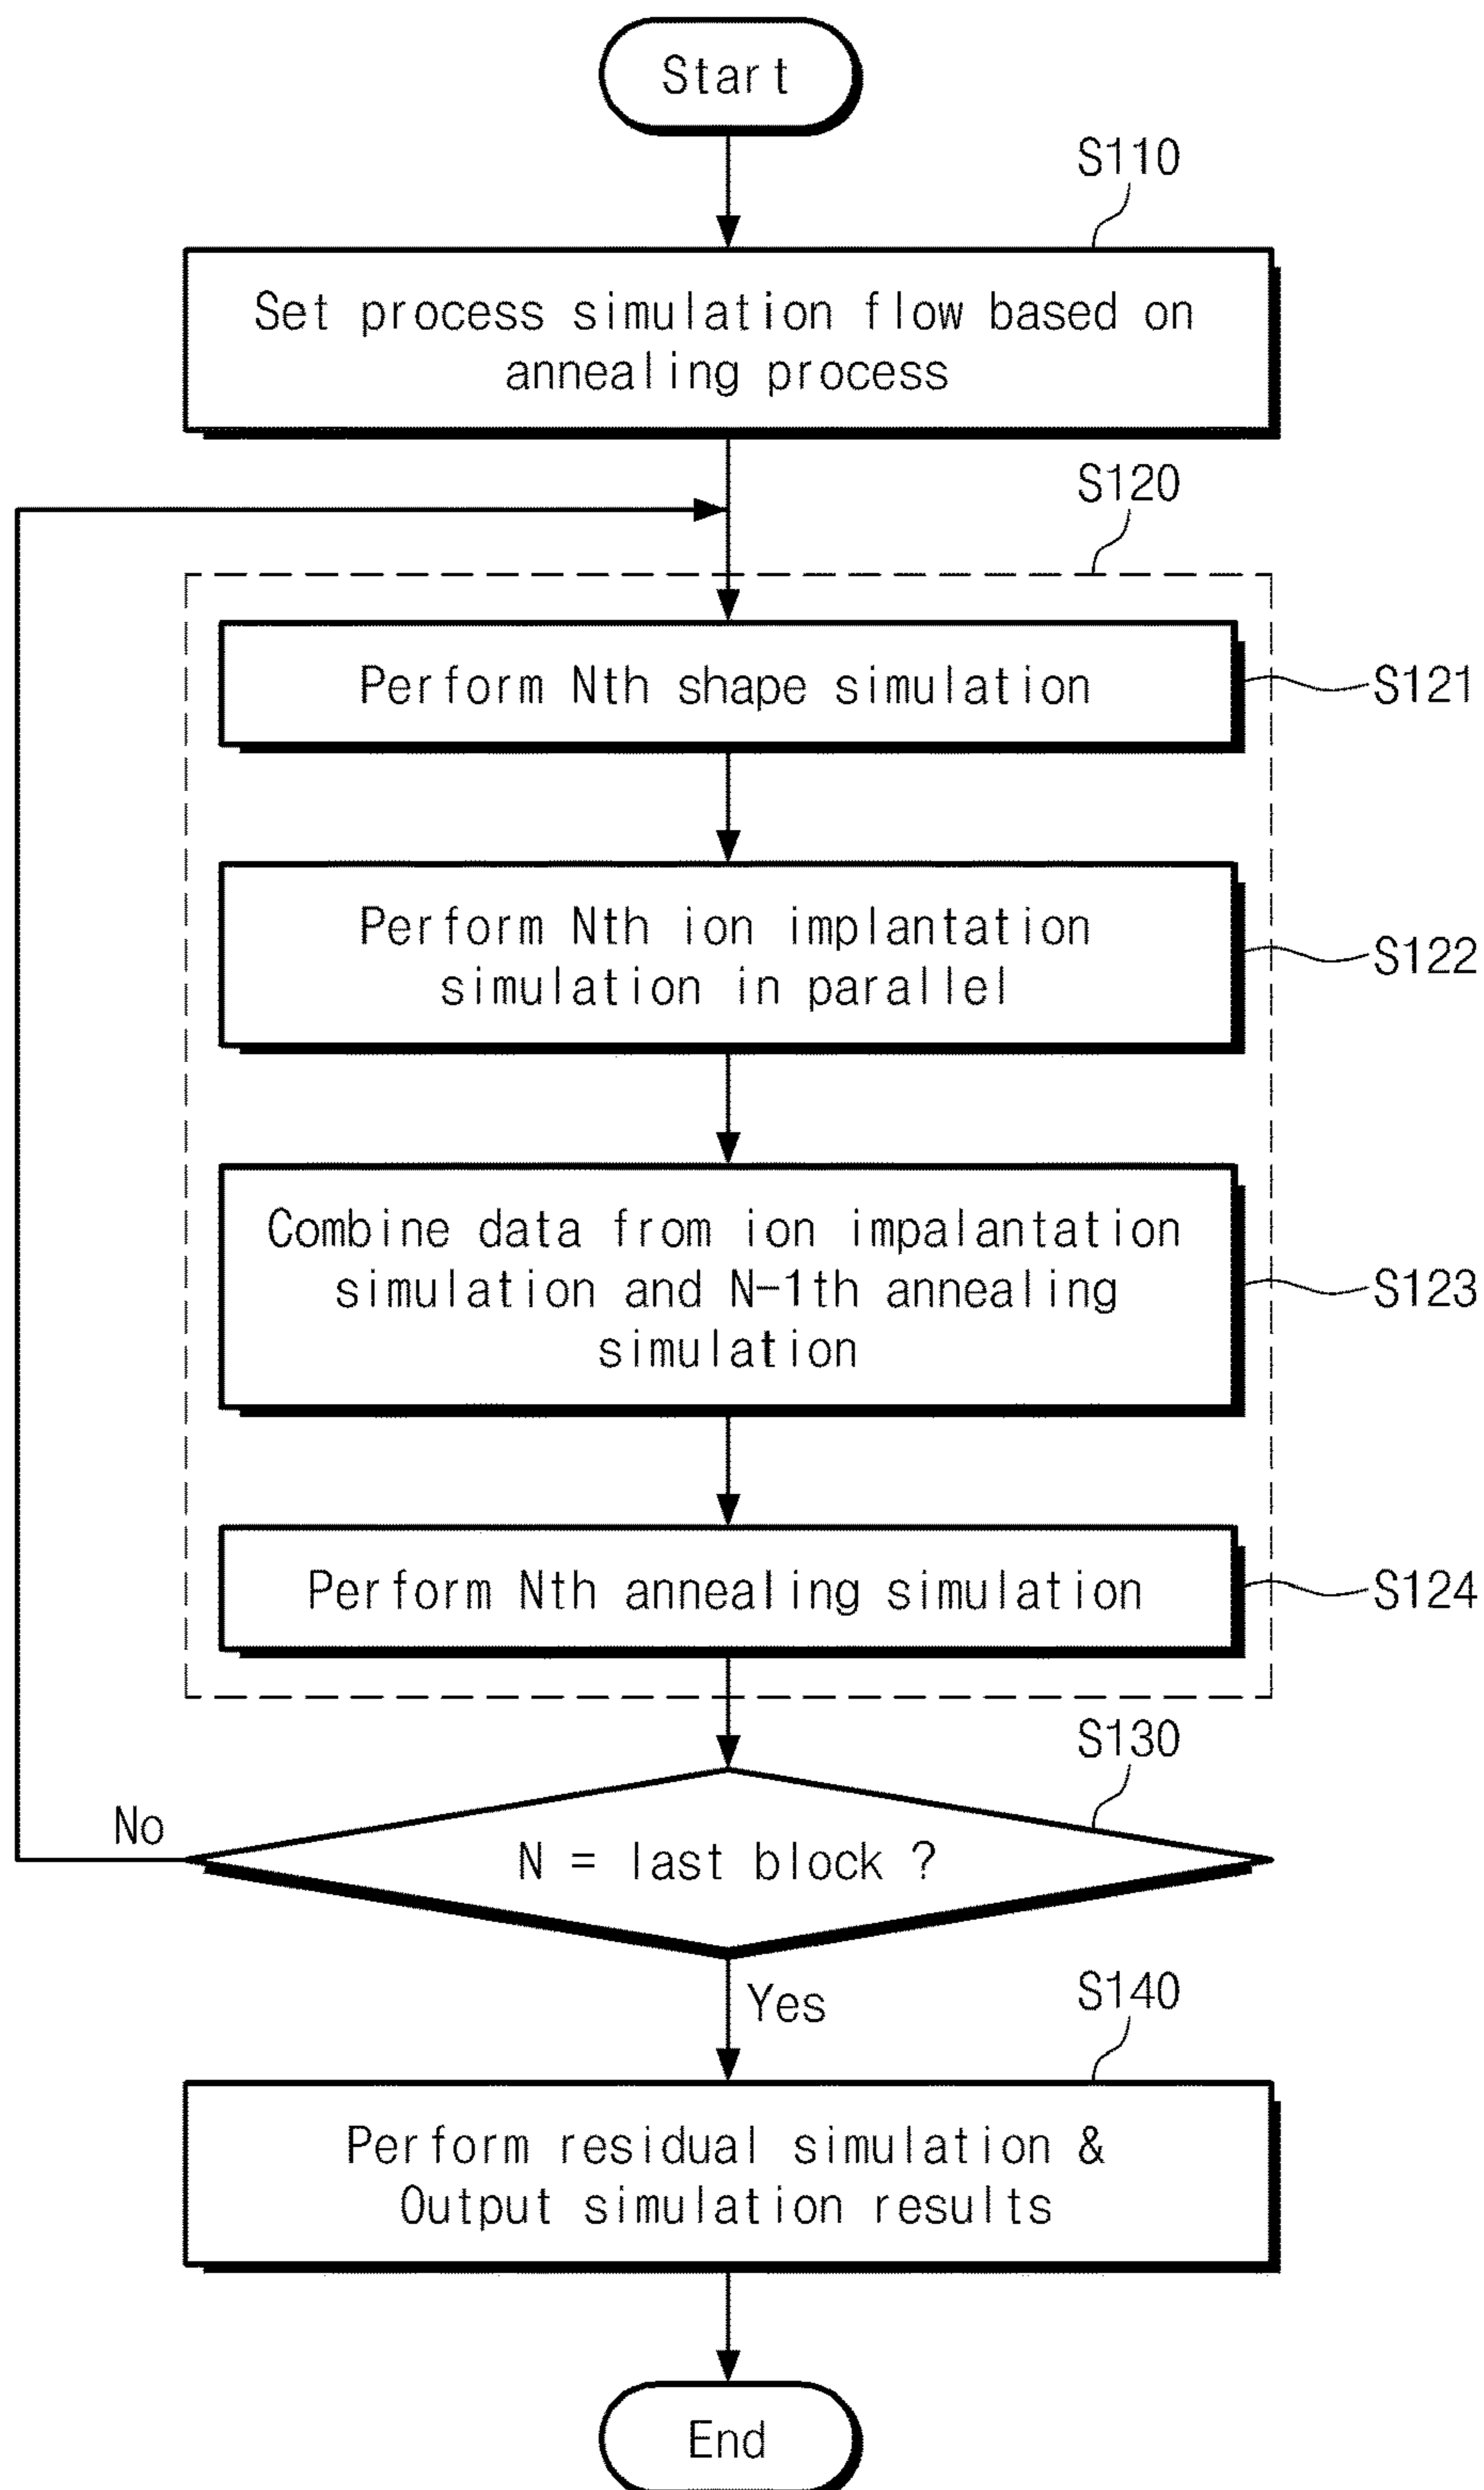 Start
S110
Set process simulation flow based on
annealing process
S120
Perform Nth shape simulation
S121
Perform Nth ion implantation
simulation in parallel
S122
Combine data from ion impalantation
simulation and N-1th annealing
simulation
S123
Perform Nth annealing simulation
S124
S130
No
N = last block ?
Yes
S140
Perform residual simulation &
Output simulation results
End